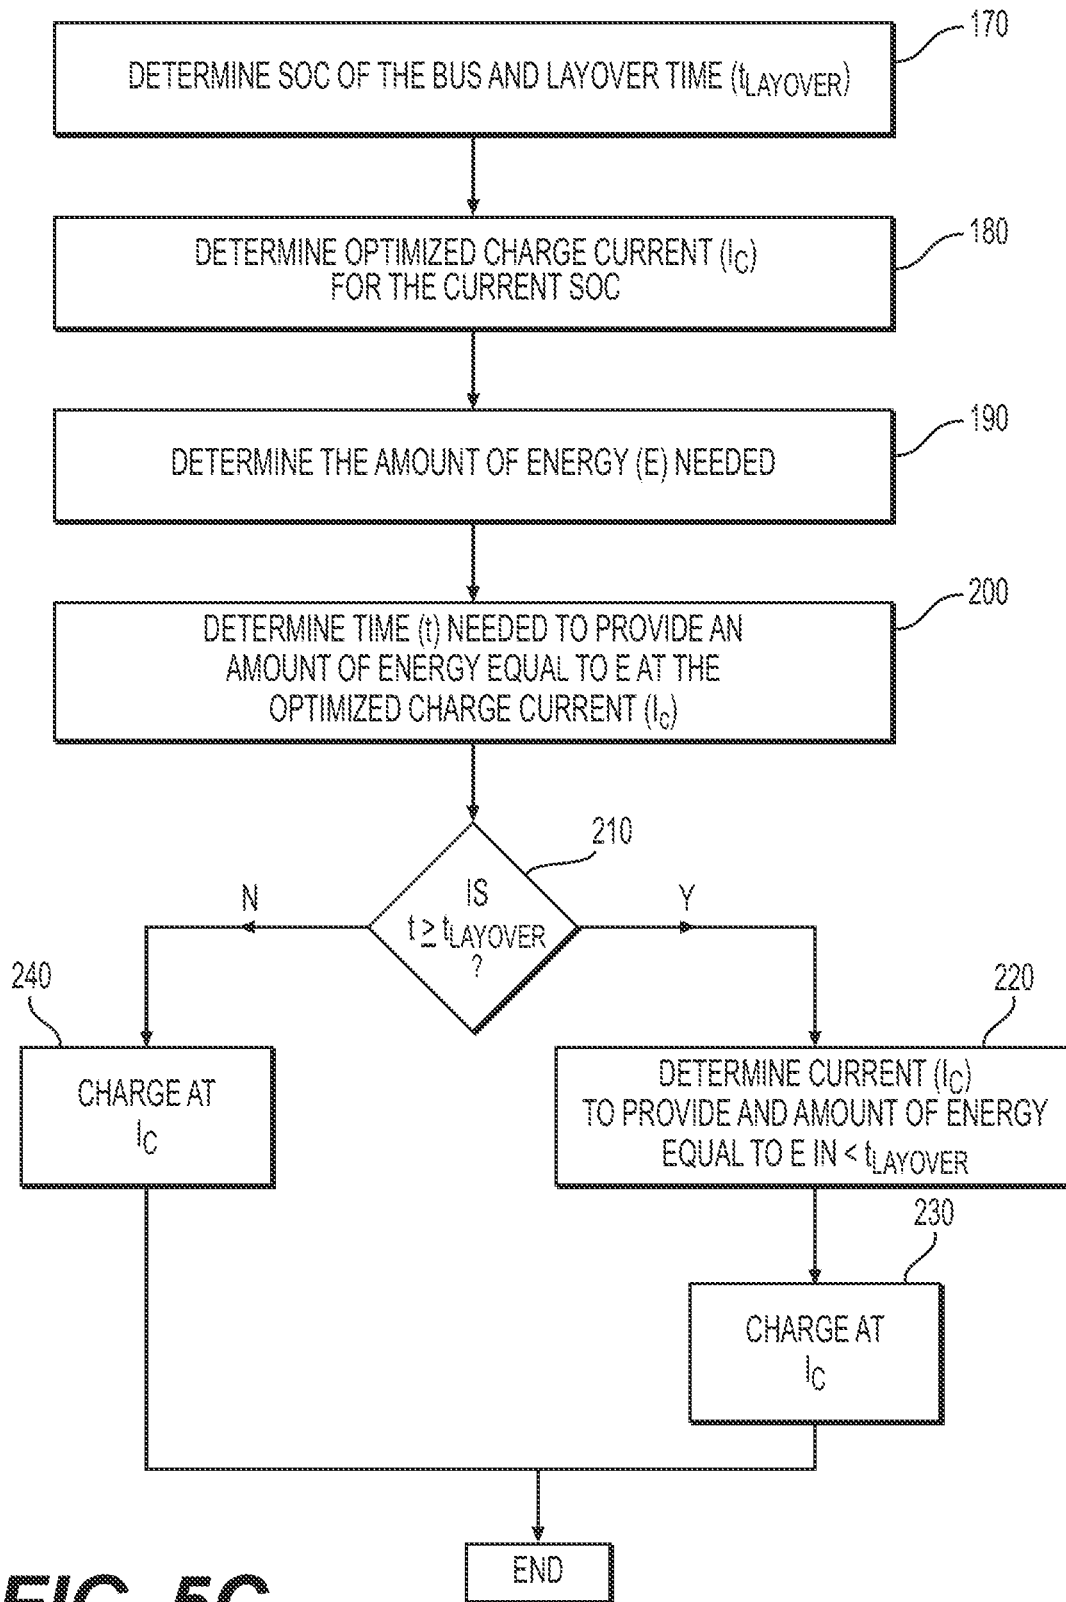 170
DETERMINE SOC OF THE BUS AND LAYOVER TIME (tLAYOVER)
180
DETERMINE OPTIMIZED CHARGE CURRENT (IC)
FOR THE CURRENT SOC
190
DETERMINE THE AMOUNT OF ENERGY (E) NEEDED
200
DETERMINE TIME (t) NEEDED TO PROVIDE AN
AMOUNT OF ENERGY EQUAL TO E AT THE
OPTIMIZED CHARGE CURRENT (Ic)
210
N
IS
t ≥ tLAYOVER
?
Y
240
CHARGE AT
IC
220
DETERMINE CURRENT (IC)
TO PROVIDE AND AMOUNT OF ENERGY
EQUAL TO E IN < tLAYOVER
230
CHARGE AT
IC
END
FIG. 5C